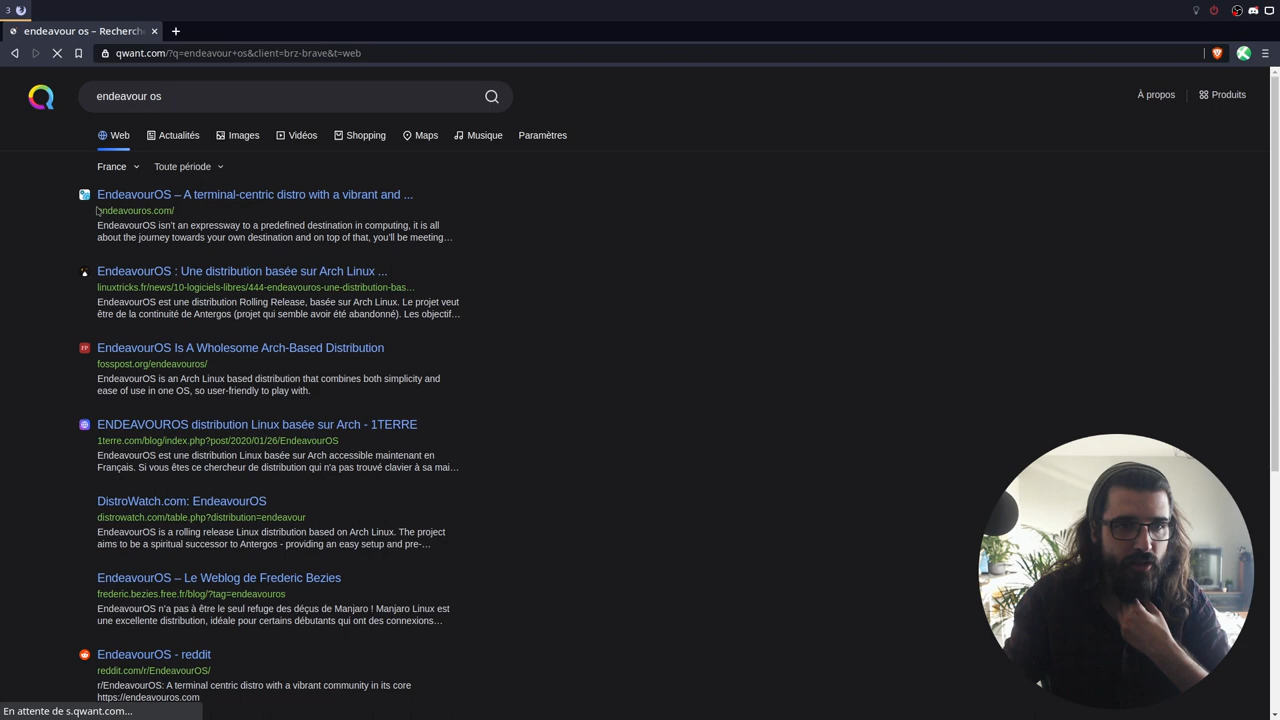 3
endeavour os – Recherch
qwant.com/?q=endeavour+os&client=brz-brave&t=web
endeavour os
À propos
Produits
Web
Actualités
Images
Vidéos
Shopping
Maps
Musique
Paramètres
France
Toute période
EndeavourOS – A terminal-centric distro with a vibrant and ...
endeavouros.com/
EndeavourOS isn't an expressway to a predefined destination in computing, it is all
about the journey towards your own destination and on top of that, you'll be meeting…
EndeavourOS : Une distribution basée sur Arch Linux ...
linuxtricks.fr/news/10-logiciels-libres/444-endeavouros-une-distribution-bas…
EndeavourOS est une distribution Rolling Release, basée sur Arch Linux. Le projet veut
être de la continuité de Antergos (projet qui semble avoir été abandonné). Les objectif…
FP
EndeavourOS Is A Wholesome Arch-Based Distribution
fosspost.org/endeavouros/
EndeavourOS is an Arch Linux based distribution that combines both simplicity and
ease of use in one OS, so user-friendly to play with.
ENDEAVOUROS distribution Linux basée sur Arch - 1TERRE
1terre.com/blog/index.php?post/2020/01/26/EndeavourOS
EndeavourOS est une distribution Linux basée sur Arch accessible maintenant en
Français. Si vous êtes ce chercheur de distribution qui n'a pas trouvé clavier à sa mai…
DistroWatch.com: EndeavourOS
distrowatch.com/table.php?distribution=endeavour
EndeavourOS is a rolling release Linux distribution based on Arch Linux. The project
aims to be a spiritual successor to Antergos - providing an easy setup and pre-…
EndeavourOS – Le Weblog de Frederic Bezies
frederic.bezies.free.fr/blog/?tag=endeavouros
EndeavourOS n'a pas à être le seul refuge des déçus de Manjaro ! Manjaro Linux est
une excellente distribution, idéale pour certains débutants qui ont des connexions…
EndeavourOS - reddit
reddit.com/r/EndeavourOS/
r/EndeavourOS: A terminal centric distro with a vibrant community in its core
https://endeavouros.com
En attente de s.qwant.com...